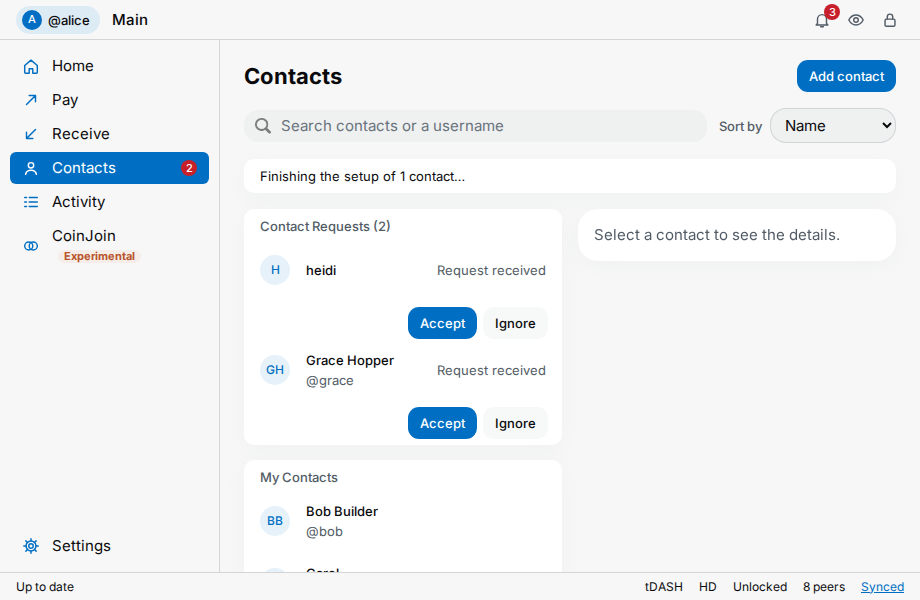 A @alice Main 3
Home
Pay
Receive
Contacts 2
Activity
CoinJoin
Experimental
Settings
Contacts
Add contact
Search contacts or a username
Sort by Name
Finishing the setup of 1 contact...
Contact Requests (2)
H heidi Request received
Accept Ignore
GH Grace Hopper
@grace
Request received
Accept Ignore
My Contacts
BB Bob Builder
@bob
Select a contact to see the details.
Up to date
tDASH HD Unlocked 8 peers Synced